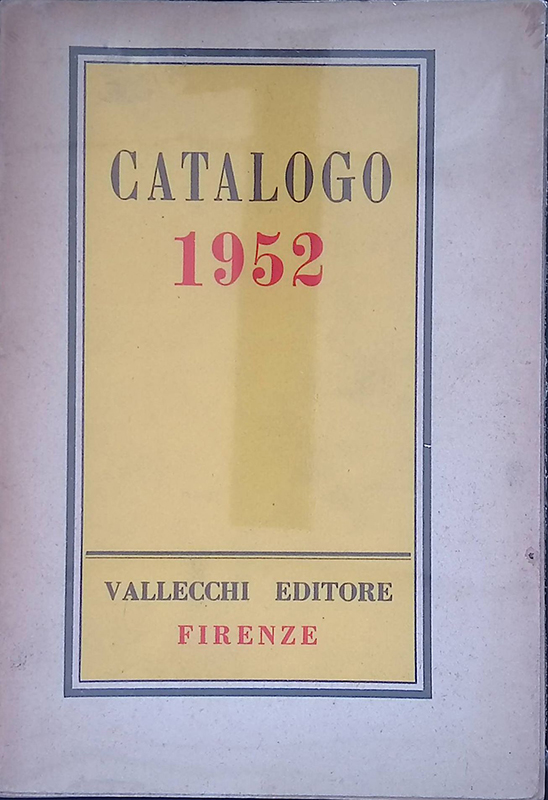 CATALOGO
1952
VALLECCHI EDITORE
FIRENZE